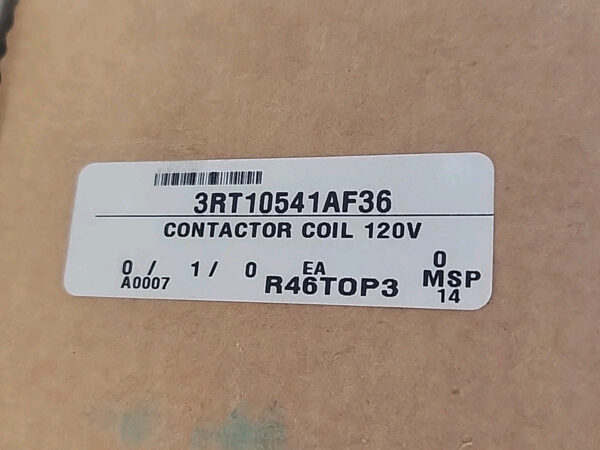 3RT10541AF36
CONTACTOR COIL 120V
0 / 1 / 0 EA 0
A0007 R46TOP3 MSP
14